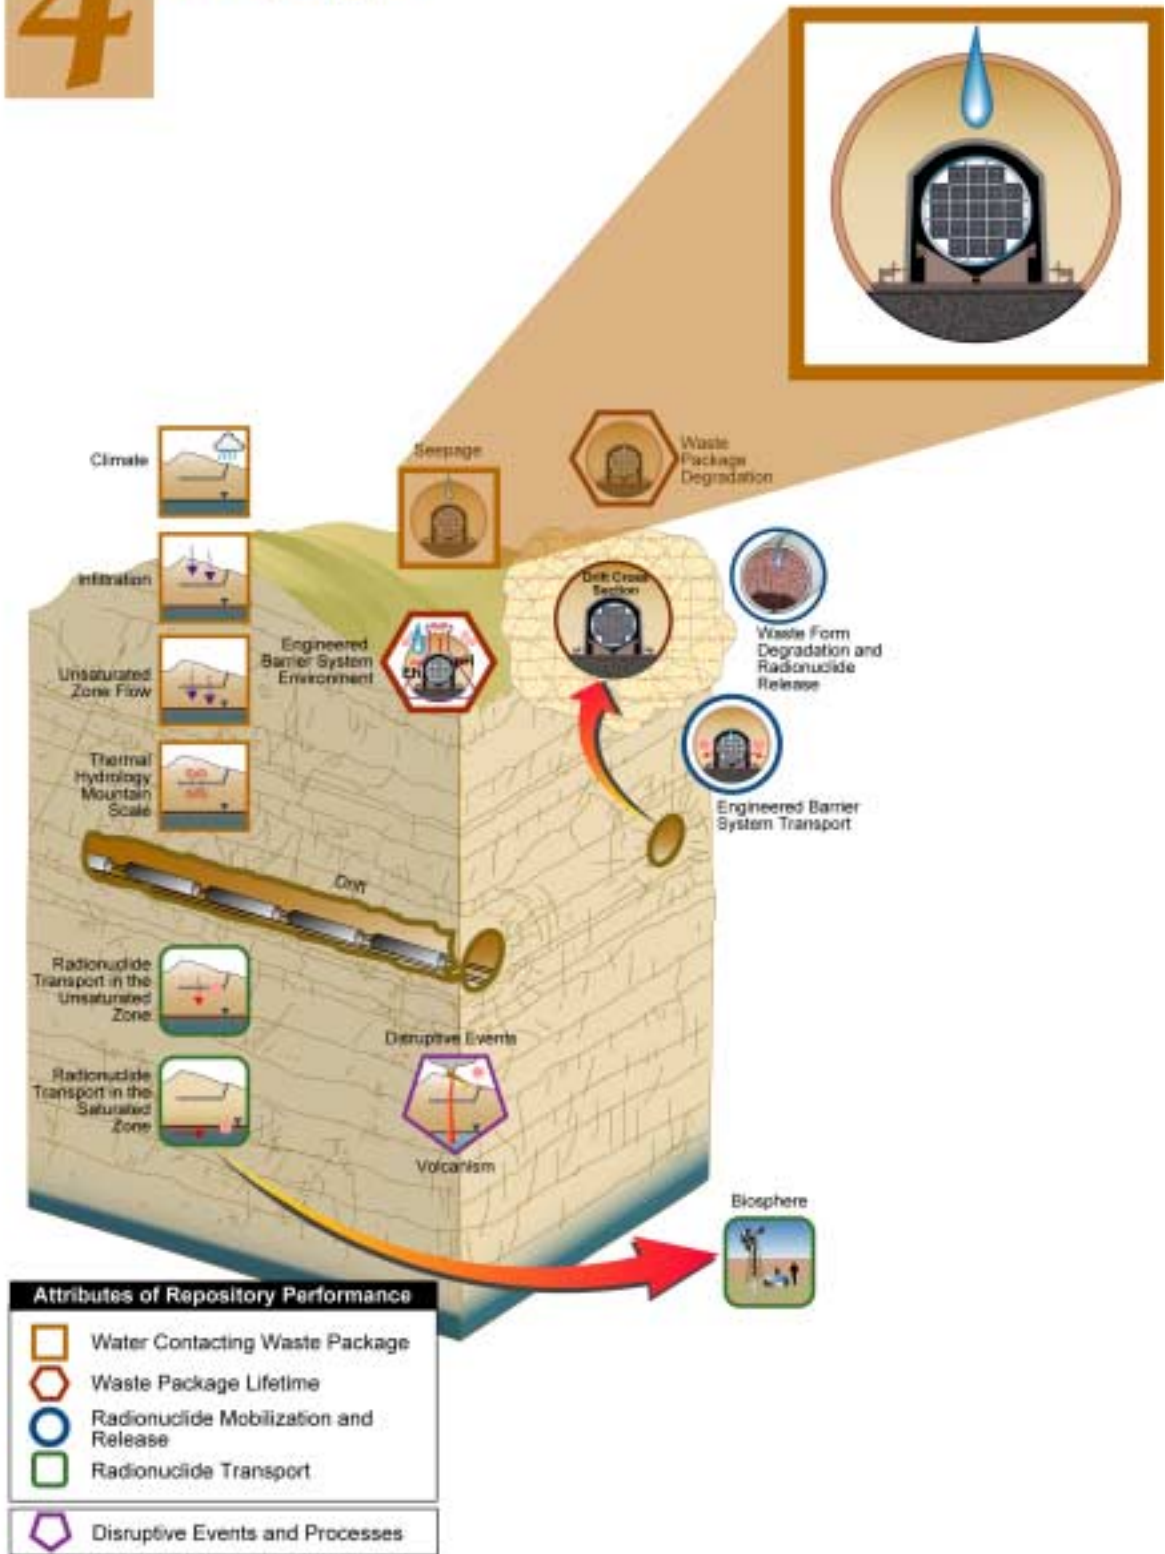 4
Climate
Seepage
Waste
Package
Degradation
Infiltration
Drift Cross
Section
Engineered
Barrier System
Environment
Waste Form
Degradation and
Radionuclide
Release
Unsaturated
Zone Flow
Thermal
Hydrology
Mountain
Scale
Engineered Barrier
System Transport
Drift
Radionuclide
Transport in the
Unsaturated
Zone
Disruptive Events
Radionuclide
Transport in the
Saturated
Zone
Volcanism
Biosphere
Attributes of Repository Performance
Water Contacting Waste Package
Waste Package Lifetime
Radionuclide Mobilization and
Release
Radionuclide Transport
Disruptive Events and Processes